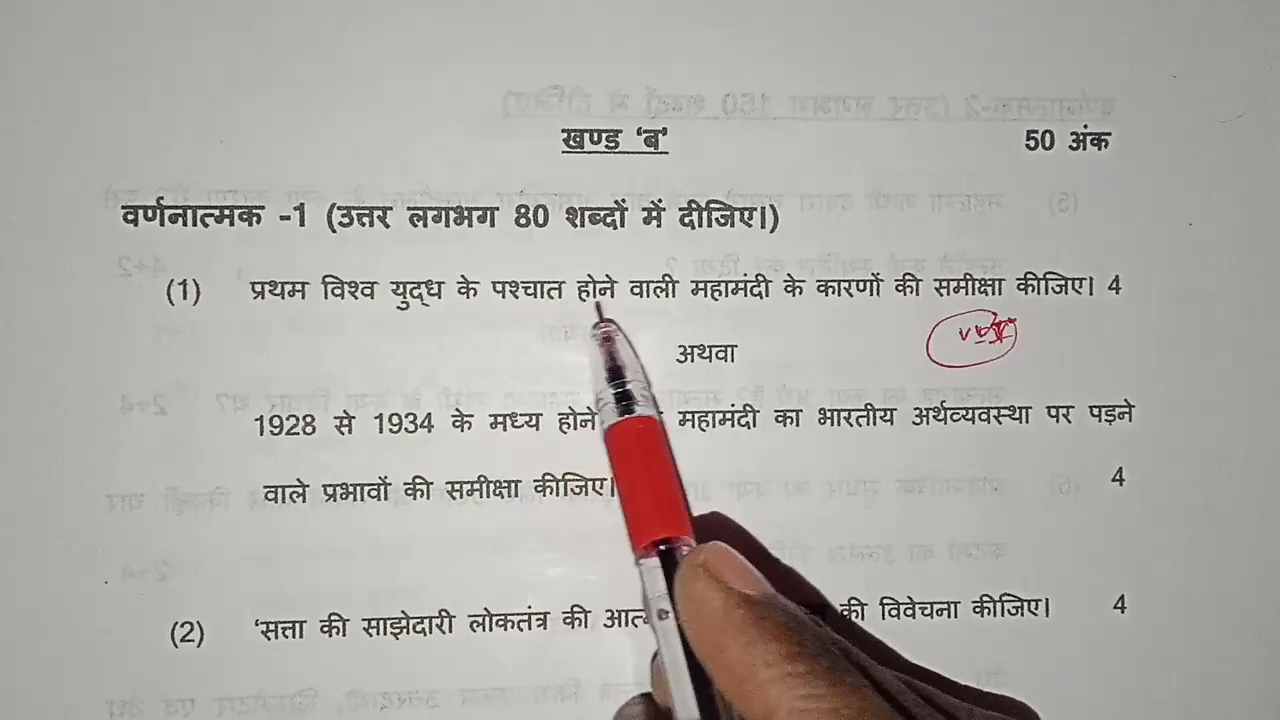 खण्ड 'ब' 50 अंक
वर्णनात्मक -1 (उत्तर लगभग 80 शब्दों में दीजिए।)
(1) प्रथम विश्व युद्ध के पश्चात होने वाली महामंदी के कारणों की समीक्षा कीजिए। 4
अथवा
1928 से 1934 के मध्य होने महामंदी का भारतीय अर्थव्यवस्था पर पड़ने
वाले प्रभावों की समीक्षा कीजिए। 4
(2) 'सत्ता की साझेदारी लोकतंत्र की की विवेचना कीजिए। 4